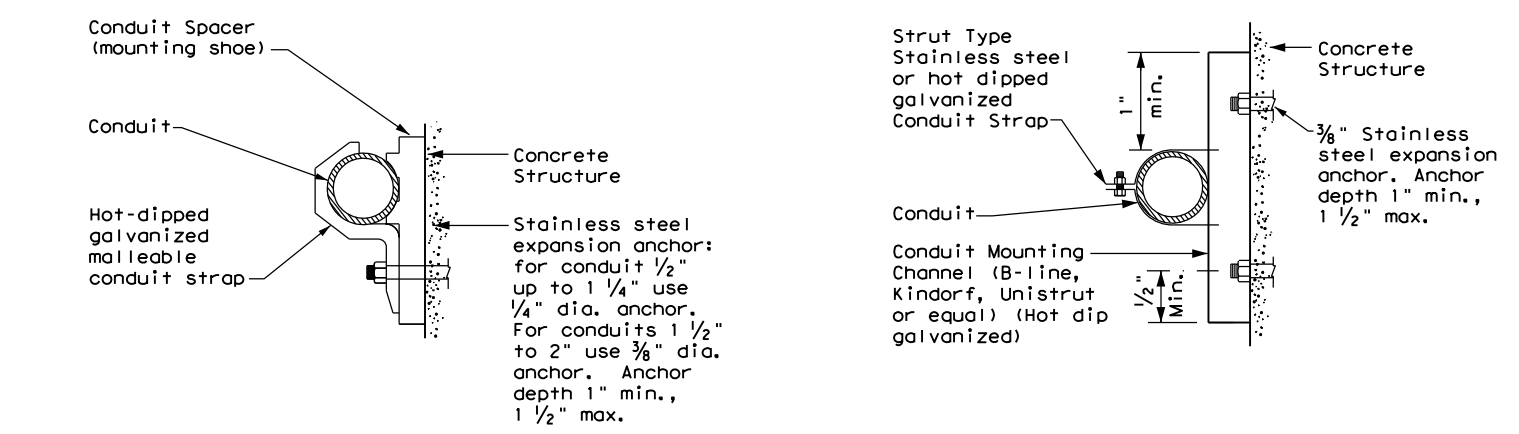 Conduit Spacer
(mounting shoe)
Conduit
Hot-dipped
galvanized
malleable
conduit strap
Concrete
Structure
Stainless steel
expansion anchor:
for conduit 1/2"
up to 1 1/4" use
1/4" dia. anchor.
For conduits 1 1/2"
to 2" use 3/8" dia.
anchor. Anchor
depth 1" min.,
1 1/2" max.
Strut Type
Stainless steel
or hot dipped
galvanized
Conduit Strap
Conduit
Conduit Mounting
Channel (B-line,
Kindorf, Unistrut
or equal) (Hot dip
galvanized)
1"
min.
1/2"
Min.
Concrete
Structure
3/8" Stainless
steel expansion
anchor. Anchor
depth 1" min.,
1 1/2" max.